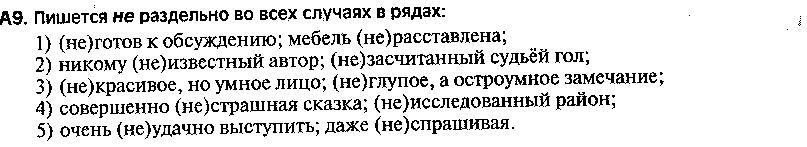 А9. Пишется не раздельно во всех случаях в рядах:
1) (не)готов к обсуждению; мебель (не)расставлена;
2) никому (не)известный автор; (не)засчитанный судьёй гол;
3) (не)красивое, но умное лицо; (не)глупое, а остроумное замечание;
4) совершенно (не)страшная сказка; (не)исследованный район;
5) очень (не)удачно выступить; даже (не)спрашивая.